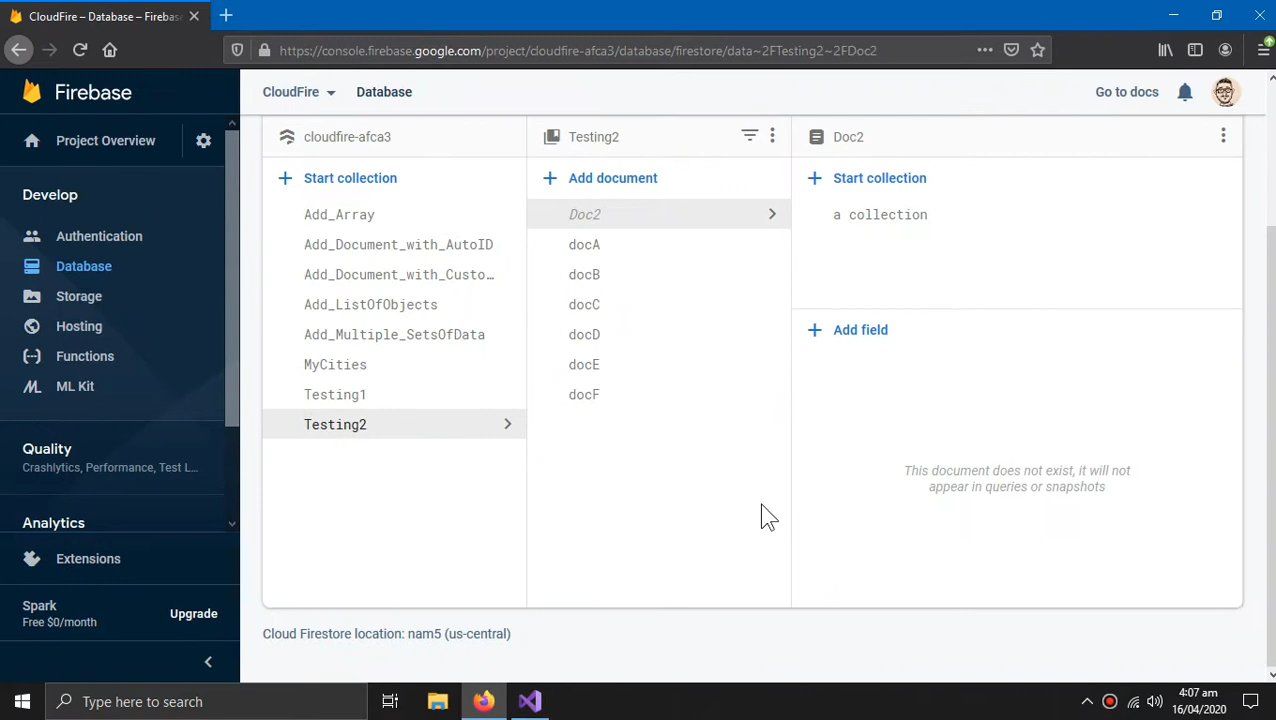 CloudFire – Database – Firebas
https://console.firebase.google.com/project/cloudfire-afca3/database/firestore/data~2FTesting2~2FDoc2
Firebase
CloudFire
Database
Go to docs
Project Overview
cloudfire-afca3
Testing2
Doc2
Start collection
Add document
Start collection
Develop
Add_Array
Doc2
a collection
Authentication
Add_Document_with_AutoID
docA
Database
Add_Document_with_Custo...
docB
Storage
Add_ListOfObjects
docC
Hosting
Add_Multiple_SetsOfData
docD
Add field
Functions
MyCities
docE
ML Kit
Testing1
docF
Testing2
Quality
Crashlytics, Performance, Test L...
This document does not exist, it will not
appear in queries or snapshots
Analytics
Extensions
Spark
Free $0/month
Upgrade
Cloud Firestore location: nam5 (us-central)
Type here to search
4:07 am
16/04/2020